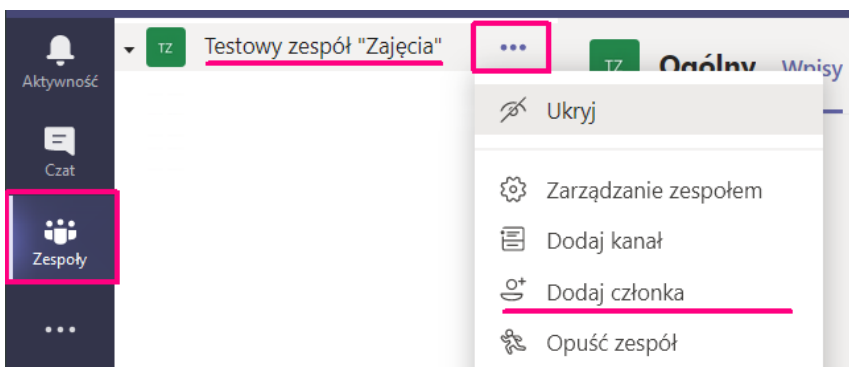 Aktywność
Czat
Zespoły
TZ Testowy zespół "Zajęcia"
TZ Ogólny Wpisy
Ukryj
Zarządzanie zespołem
Dodaj kanał
Dodaj członka
Opuść zespół